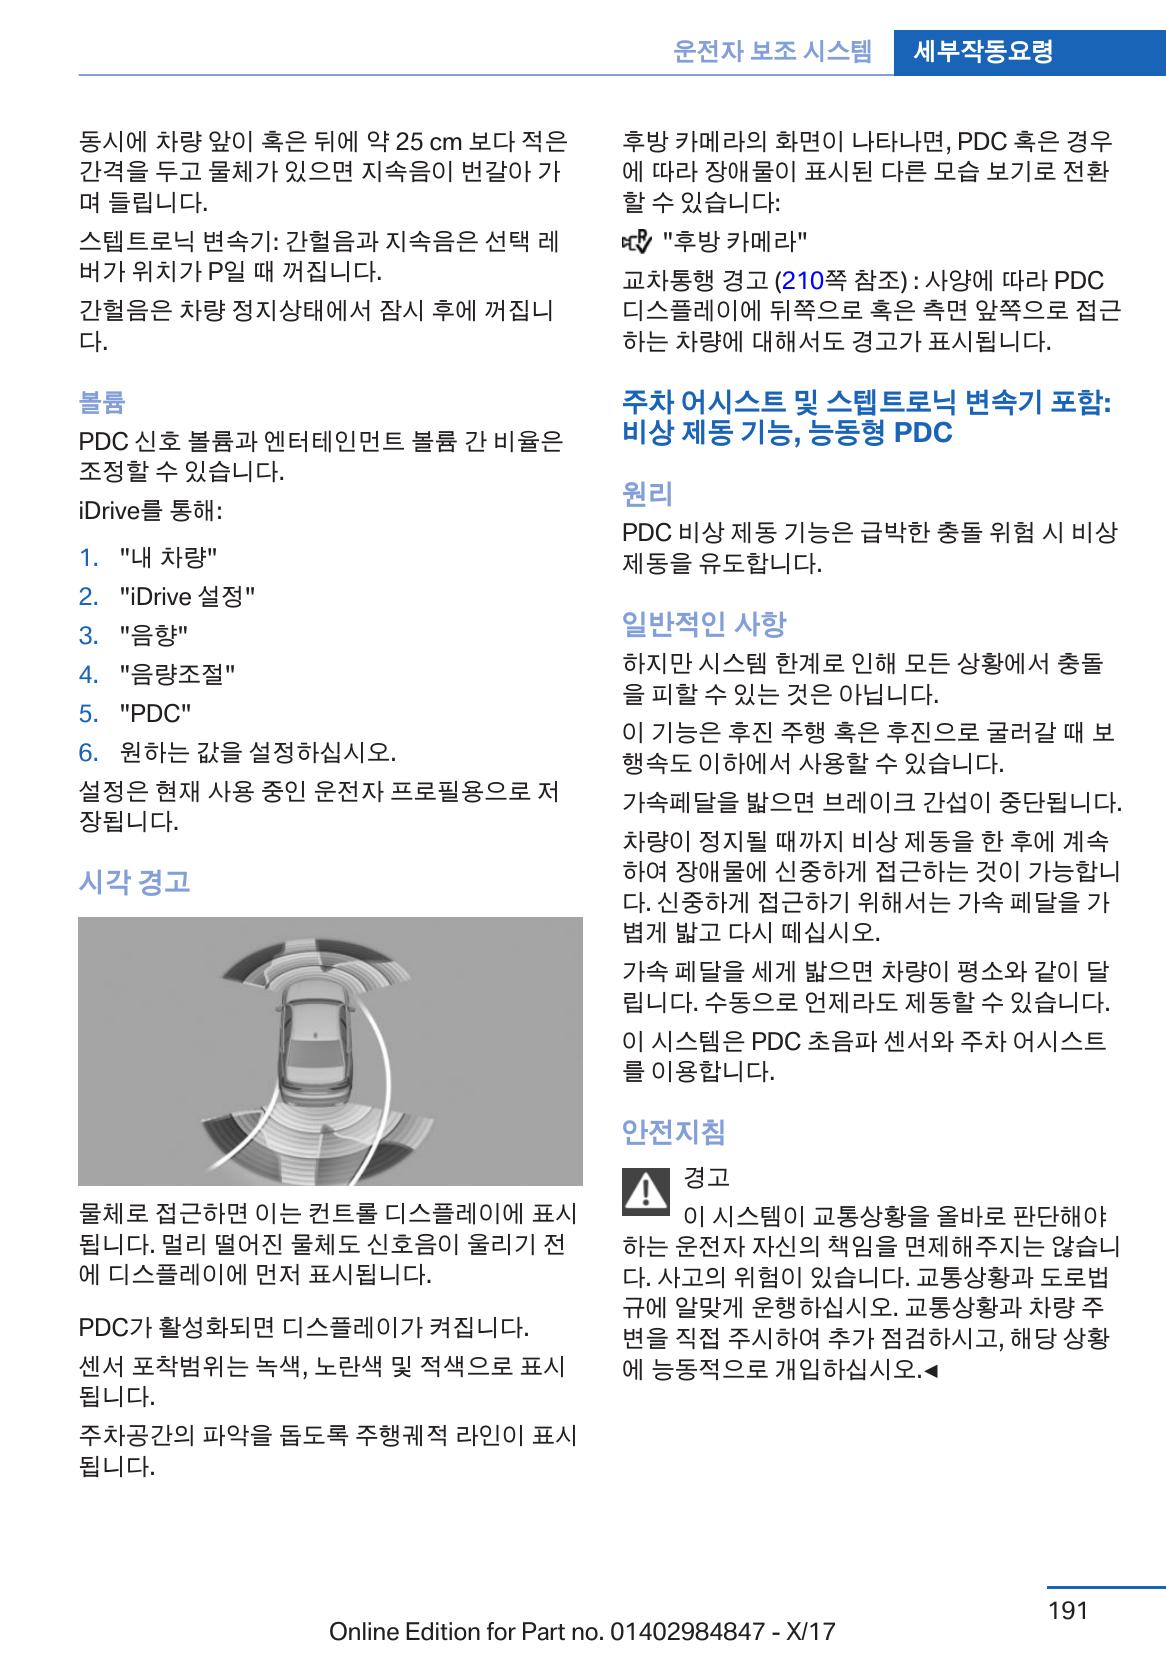 운전자 보조 시스템 세부작동요령
동시에 차량 앞이 혹은 뒤에 약 25 cm 보다 적은
간격을 두고 물체가 있으면 지속음이 번갈아 가
며 들립니다.
스텝트로닉 변속기: 간헐음과 지속음은 선택 레
버가 위치가 P일 때 꺼집니다.
간헐음은 차량 정지상태에서 잠시 후에 꺼집니
다.
볼륨
PDC 신호 볼륨과 엔터테인먼트 볼륨 간 비율은
조정할 수 있습니다.
iDrive를 통해:
1. "내 차량"
2. "iDrive 설정"
3. "음향"
4. "음량조절"
5. "PDC"
6. 원하는 값을 설정하십시오.
설정은 현재 사용 중인 운전자 프로필용으로 저
장됩니다.
시각 경고
물체로 접근하면 이는 컨트롤 디스플레이에 표시
됩니다. 멀리 떨어진 물체도 신호음이 울리기 전
에 디스플레이에 먼저 표시됩니다.
PDC가 활성화되면 디스플레이가 켜집니다.
센서 포착범위는 녹색, 노란색 및 적색으로 표시
됩니다.
주차공간의 파악을 돕도록 주행궤적 라인이 표시
됩니다.
후방 카메라의 화면이 나타나면, PDC 혹은 경우
에 따라 장애물이 표시된 다른 모습 보기로 전환
할 수 있습니다:
"후방 카메라"
교차통행 경고 (210쪽 참조) : 사양에 따라 PDC
디스플레이에 뒤쪽으로 혹은 측면 앞쪽으로 접근
하는 차량에 대해서도 경고가 표시됩니다.
주차 어시스트 및 스텝트로닉 변속기 포함:
비상 제동 기능, 능동형 PDC
원리
PDC 비상 제동 기능은 급박한 충돌 위험 시 비상
제동을 유도합니다.
일반적인 사항
하지만 시스템 한계로 인해 모든 상황에서 충돌
을 피할 수 있는 것은 아닙니다.
이 기능은 후진 주행 혹은 후진으로 굴러갈 때 보
행속도 이하에서 사용할 수 있습니다.
가속페달을 밟으면 브레이크 간섭이 중단됩니다.
차량이 정지될 때까지 비상 제동을 한 후에 계속
하여 장애물에 신중하게 접근하는 것이 가능합니
다. 신중하게 접근하기 위해서는 가속 페달을 가
볍게 밟고 다시 떼십시오.
가속 페달을 세게 밟으면 차량이 평소와 같이 달
립니다. 수동으로 언제라도 제동할 수 있습니다.
이 시스템은 PDC 초음파 센서와 주차 어시스트
를 이용합니다.
안전지침
경고
이 시스템이 교통상황을 올바로 판단해야
하는 운전자 자신의 책임을 면제해주지는 않습니
다. 사고의 위험이 있습니다. 교통상황과 도로법
규에 알맞게 운행하십시오. 교통상황과 차량 주
변을 직접 주시하여 추가 점검하시고, 해당 상황
에 능동적으로 개입하십시오.◄
191
Online Edition for Part no. 01402984847 - X/17